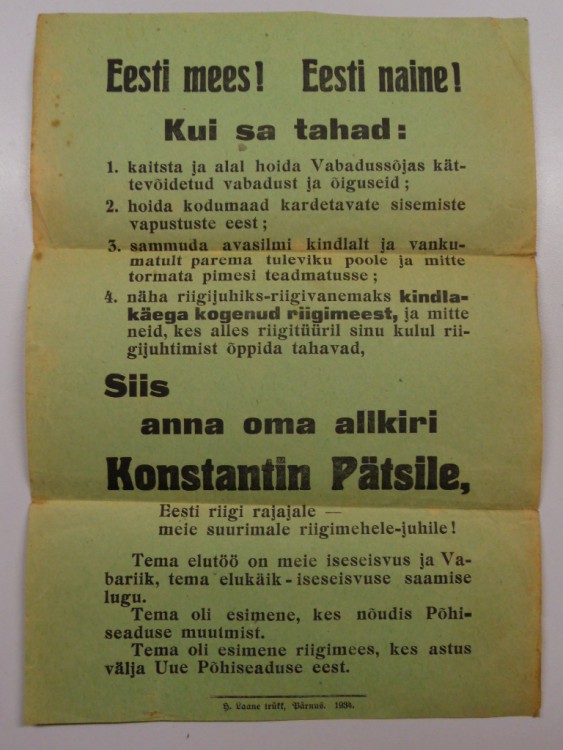 Eesti mees! Eesti naine!
Kui sa tahad:
1. kaitsta ja alal hoida Vabadussõjas kät-
tevõidetud vabadust ja õiguseid;
2. hoida kodumaad kardetavate sisemiste
vapustuste eest;
3. sammuda avasilmi kindlalt ja vanku-
matult parema tuleviku poole ja mitte
tormata pimesi teadmatusse;
4. näha riigijuhiks-riigivanemaks kindla-
käega kogenud riigimeest, ja mitte
neid, kes alles riigitüüril sinu kulul rii-
gijuhtimist õppida tahavad,
Siis
anna oma allkiri
Konstantin Pätsile,
Eesti riigi rajajale —
meie suurimale riigimehele-juhile!
Tema elutöö on meie iseseisvus ja Va-
bariik, tema elukäik - iseseisvuse saamise
lugu.
Tema oli esimene, kes nõudis Põhi-
seaduse muutmist.
Tema oli esimene riigimees, kes astus
välja Uue Põhiseaduse eest.
H. Laane trükk, Pärnus. 1934.